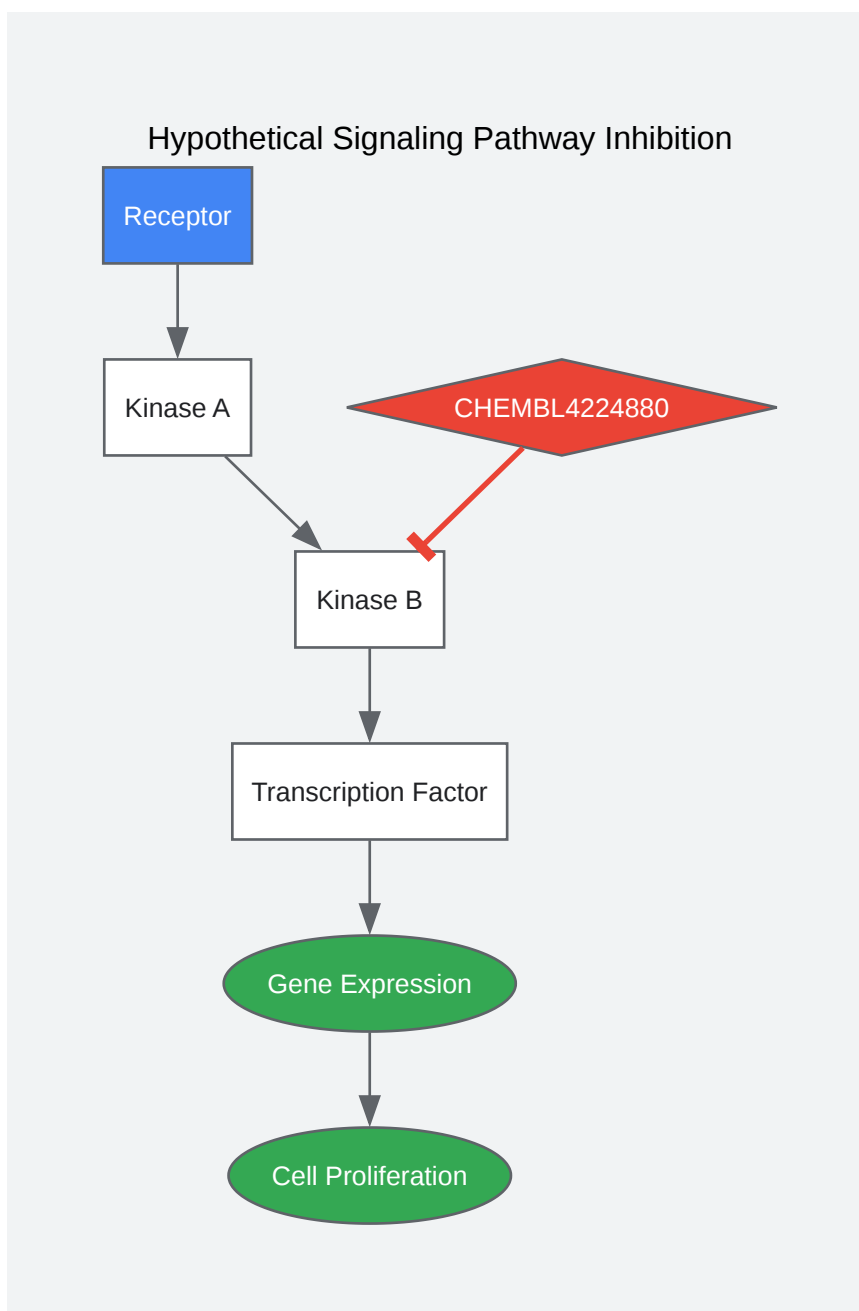 Hypothetical Signaling Pathway Inhibition
Receptor
Kinase A
CHEMBL4224880
Kinase B
Transcription Factor
Gene Expression
Cell Proliferation